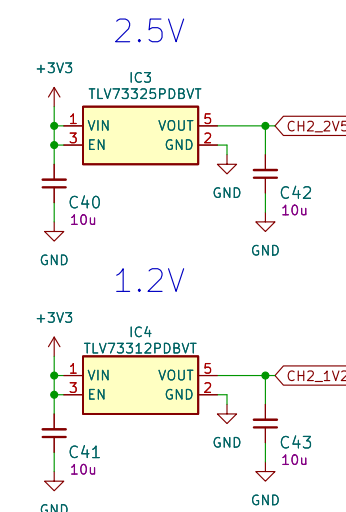 2.5V
+3V3
IC3
TLV73325PDBVT
1 VIN VOUT 5
3 EN GND 2
CH2_2V5
GND
C40
10u
C42
10u
GND
GND
1.2V
+3V3
IC4
TLV73312PDBVT
1 VIN VOUT 5
3 EN GND 2
CH2_1V2
GND
C41
10u
C43
10u
GND
GND